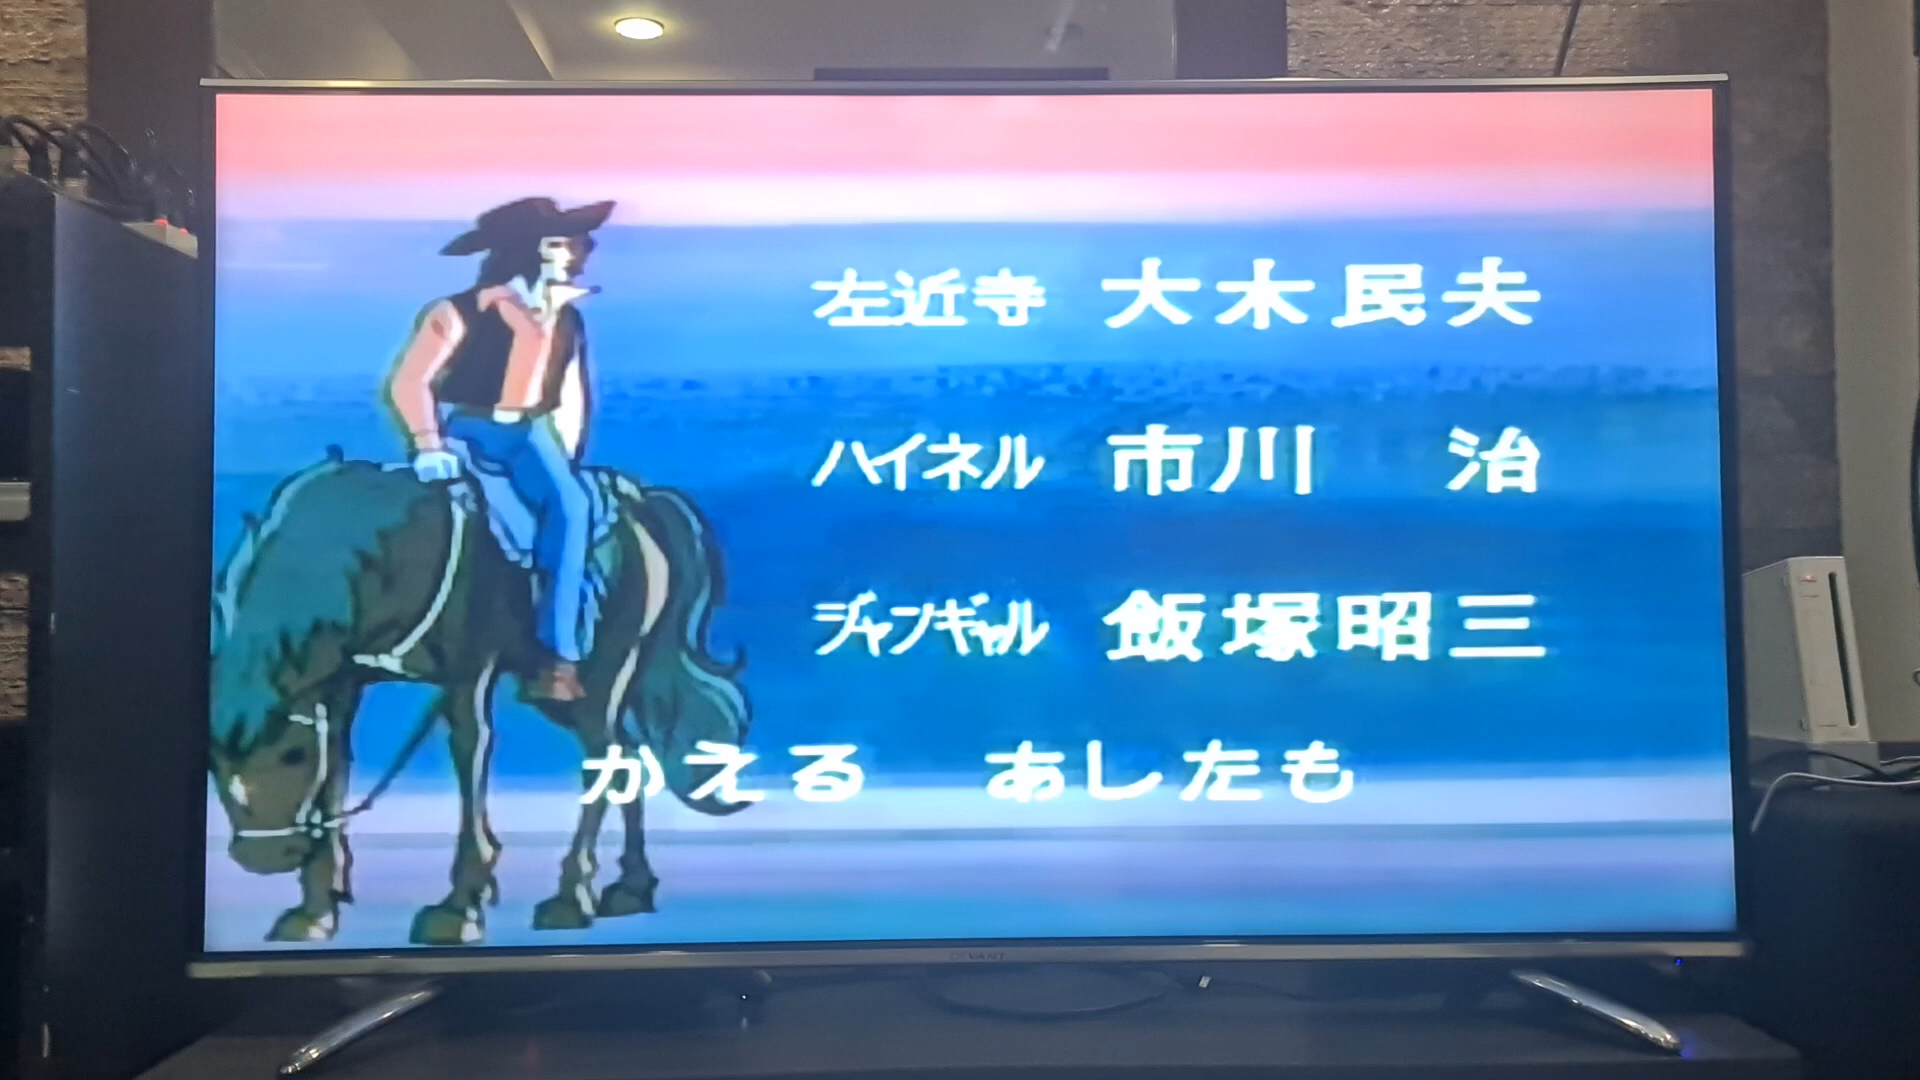 左近寺 大木民夫
ハイネル 市川 治
ジャンギャル 飯塚昭三
かえる あしたも
DEVANT